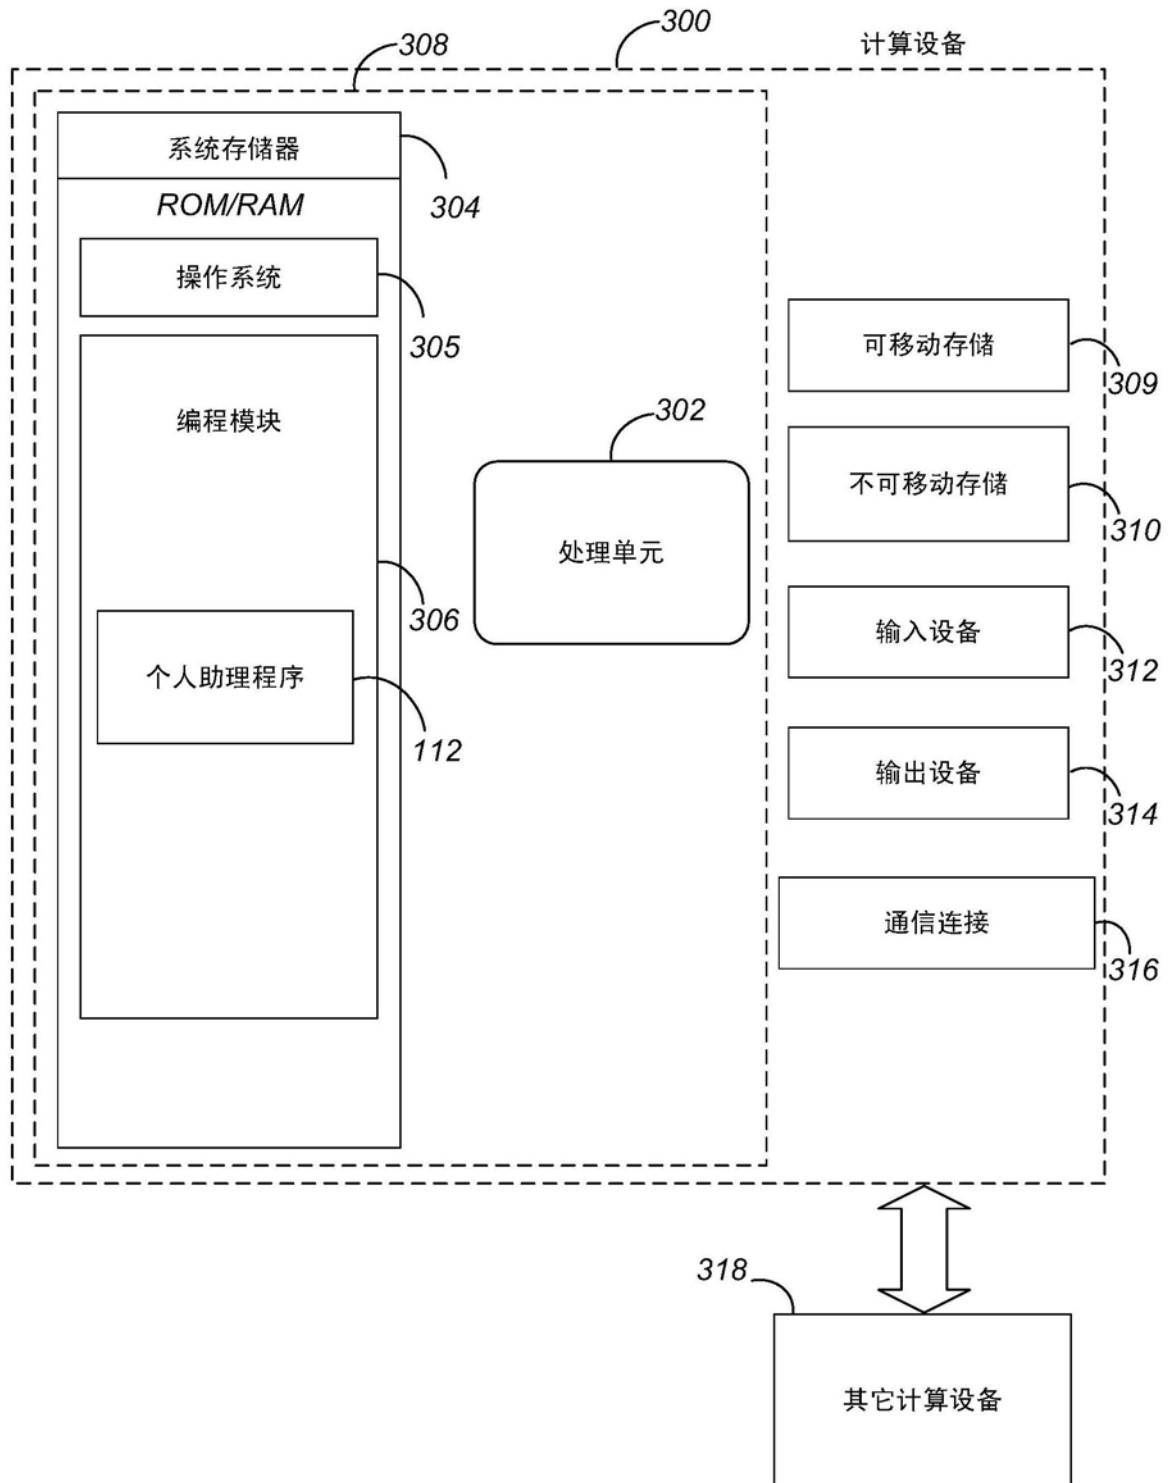 300
计算设备
308
系统存储器
304
ROM/RAM
操作系统
305
可移动存储
309
编程模块
302
不可移动存储
310
处理单元
306
输入设备
312
个人助理程序
112
输出设备
314
通信连接
316
318
其它计算设备